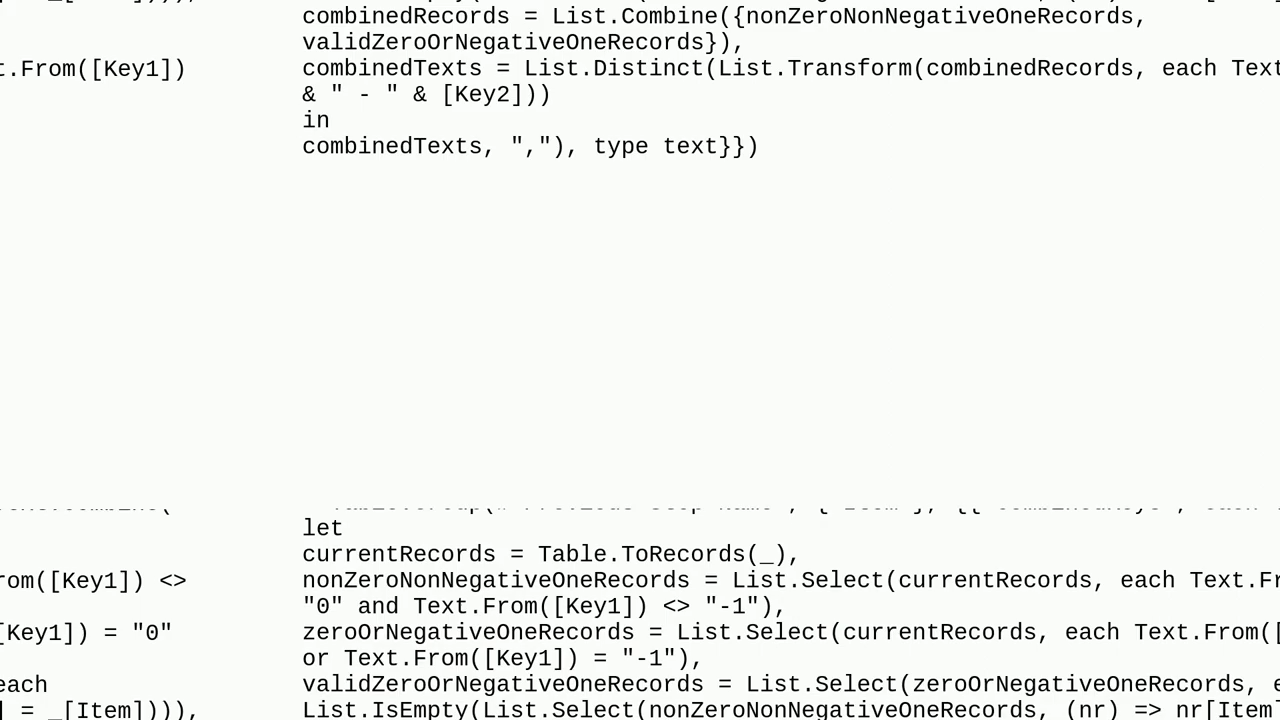 combinedRecords = List.Combine({nonZeroNonNegativeOneRecords,
validZeroOrNegativeOneRecords}),
t.From([Key1])
combinedTexts = List.Distinct(List.Transform(combinedRecords, each Text
& " - " & [Key2]))
in
combinedTexts, ","), type text}})
let
currentRecords = Table.ToRecords(_),
rom([Key1]) <>
nonZeroNonNegativeOneRecords = List.Select(currentRecords, each Text.Fr
"0" and Text.From([Key1]) <> "-1"),
[Key1]) = "0"
zeroOrNegativeOneRecords = List.Select(currentRecords, each Text.From([
or Text.From([Key1]) = "-1"),
each
validZeroOrNegativeOneRecords = List.Select(zeroOrNegativeOneRecords, e
] = _[Item]))),
List.IsEmpty(List.Select(nonZeroNonNegativeOneRecords, (nr) => nr[Item